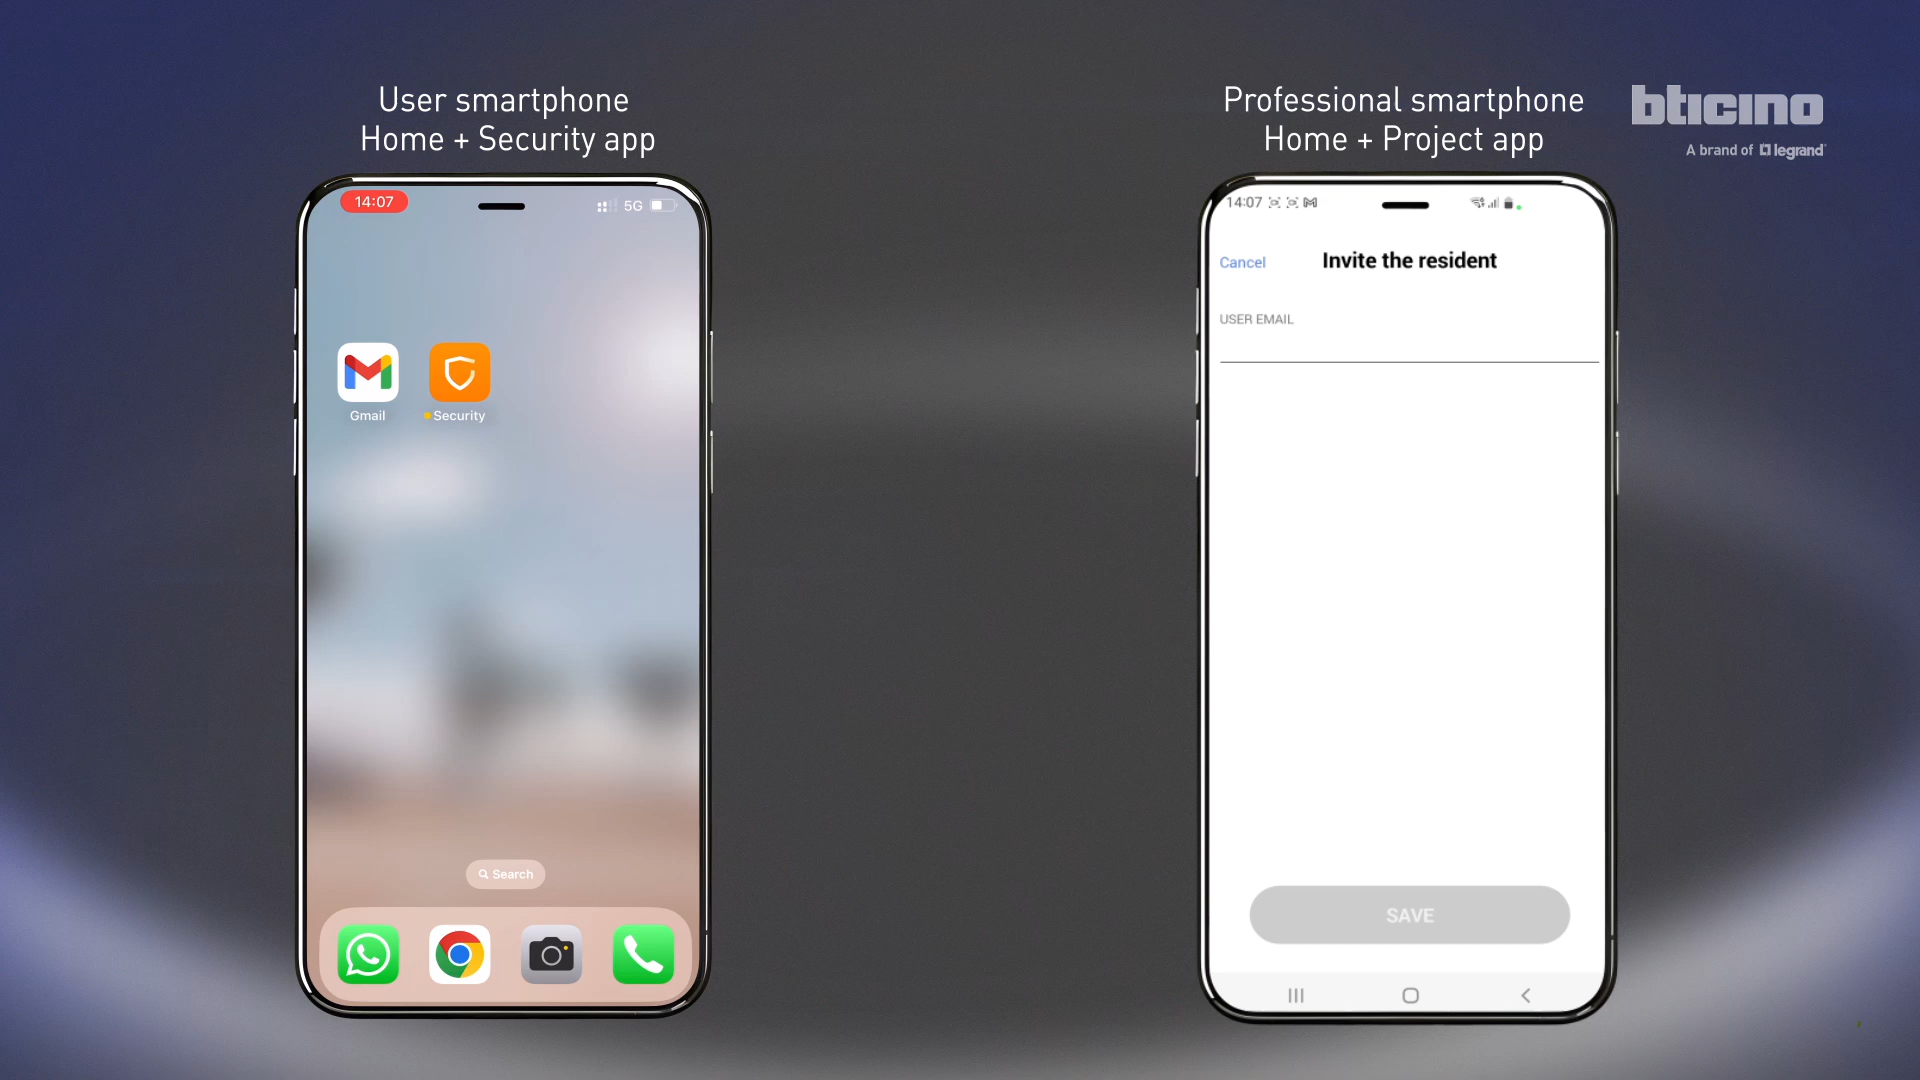 User smartphone
Home + Security app
14:07
5G
Gmail
Security
Search
Professional smartphone
Home + Project app
bticino
A brand of legrand
14:07
Cancel
Invite the resident
USER EMAIL
SAVE